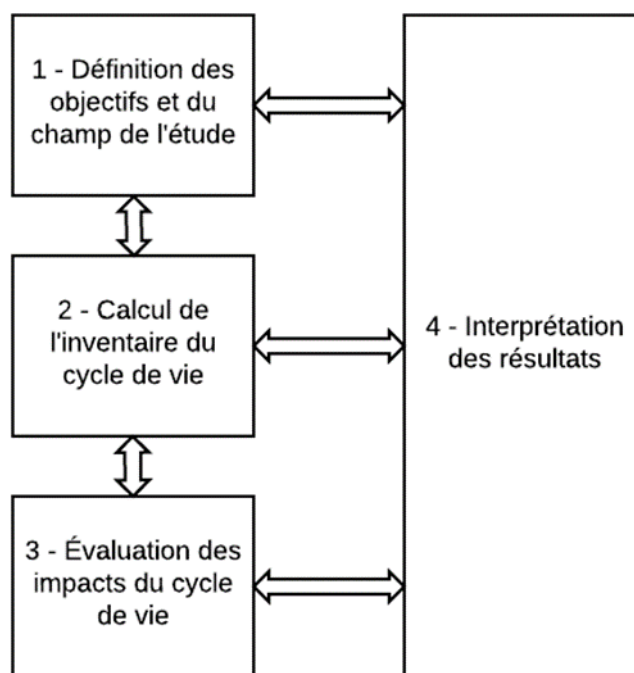 1 - Définition des
objectifs et du
champ de l'étude
2 - Calcul de
l'inventaire du
cycle de vie
3 - Évaluation des
impacts du cycle
de vie
4 - Interprétation
des résultats